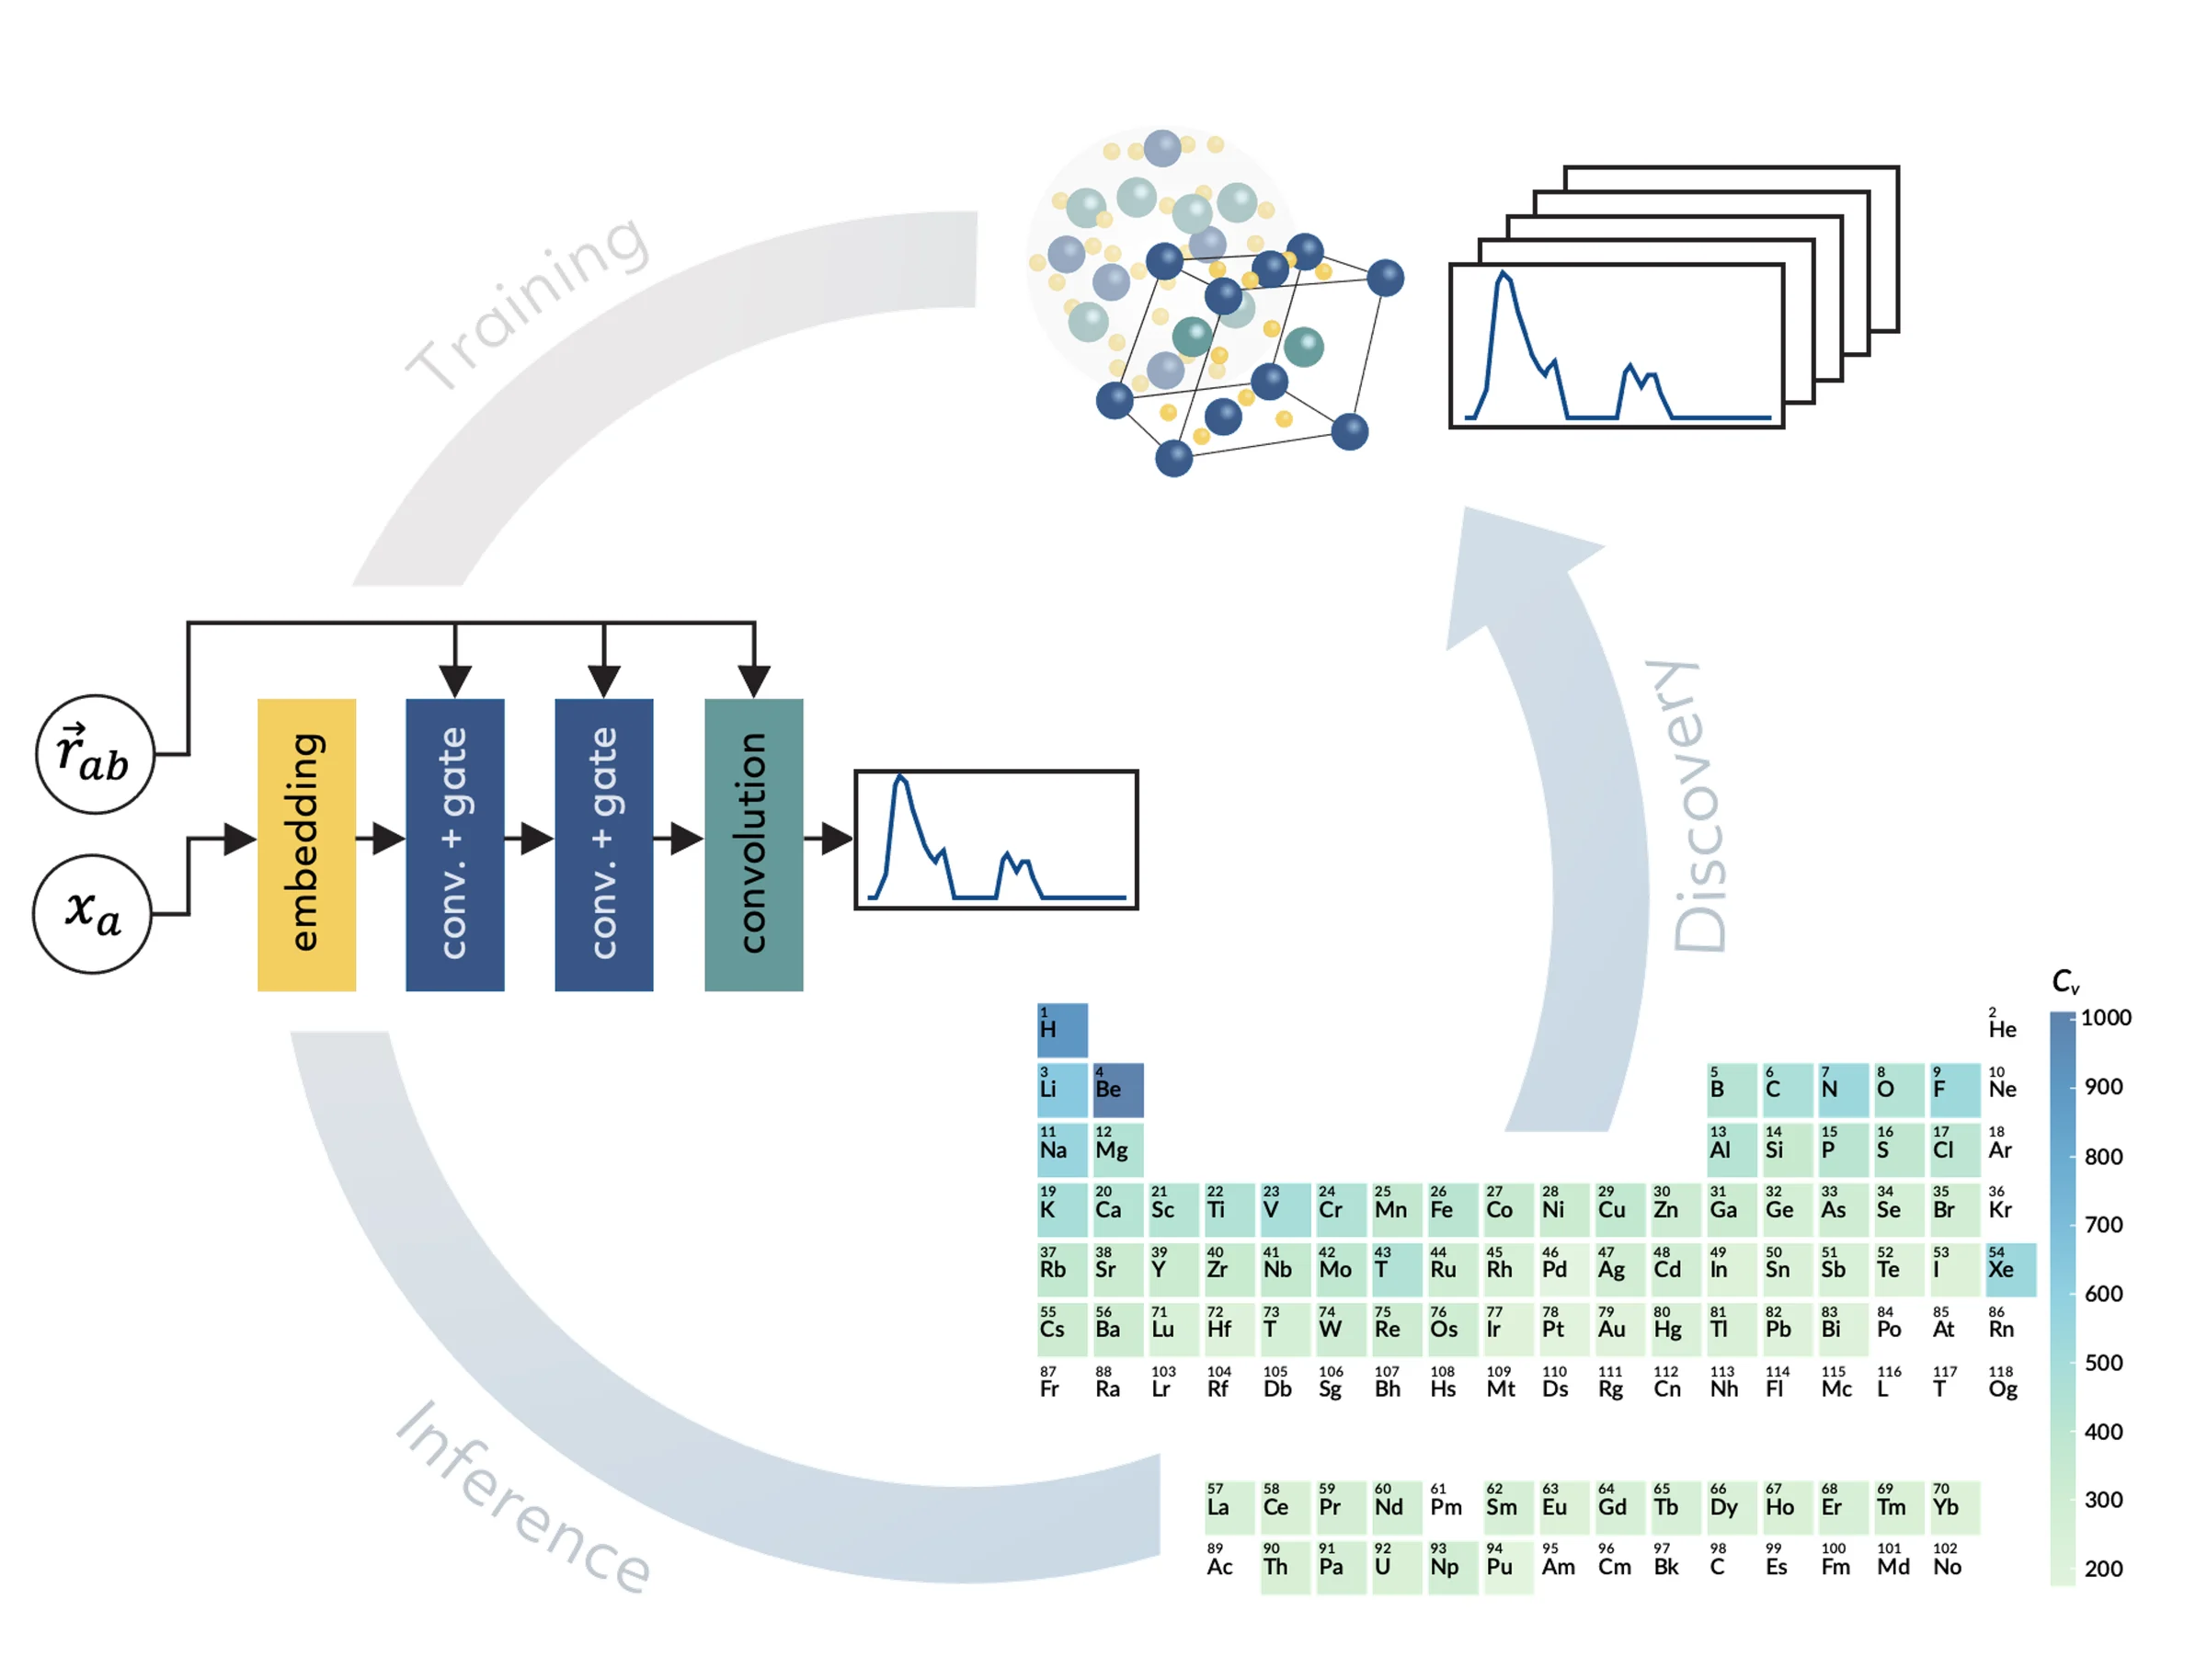 Training
r⃗ab
xa
embedding
conv. + gate
conv. + gate
convolution
Discovery
Inference
Cv
1000
900
800
700
600
500
400
300
200
1 2
H He
3 4 5 6 7 8 9 10
Li Be B C N O F Ne
11 12 13 14 15 16 17 18
Na Mg Al Si P S Cl Ar
19 20 21 22 23 24 25 26 27 28 29 30 31 32 33 34 35 36
K Ca Sc Ti V Cr Mn Fe Co Ni Cu Zn Ga Ge As Se Br Kr
37 38 39 40 41 42 43 44 45 46 47 48 49 50 51 52 53 54
Rb Sr Y Zr Nb Mo T Ru Rh Pd Ag Cd In Sn Sb Te I Xe
55 56 71 72 73 74 75 76 77 78 79 80 81 82 83 84 85 86
Cs Ba Lu Hf T W Re Os Ir Pt Au Hg Tl Pb Bi Po At Rn
87 88 103 104 105 106 107 108 109 110 111 112 113 114 115 116 117 118
Fr Ra Lr Rf Db Sg Bh Hs Mt Ds Rg Cn Nh Fl Mc L T Og
57 58 59 60 61 62 63 64 65 66 67 68 69 70
La Ce Pr Nd Pm Sm Eu Gd Tb Dy Ho Er Tm Yb
89 90 91 92 93 94 95 96 97 98 99 100 101 102
Ac Th Pa U Np Pu Am Cm Bk C Es Fm Md No